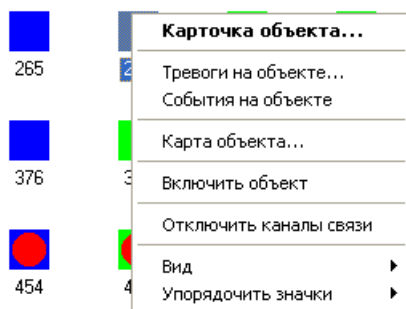 Карточка объекта...
265
Тревоги на объекте...
События на объекте
Карта объекта...
376
Включить объект
Отключить каналы связи
454
Вид
Упорядочить значки